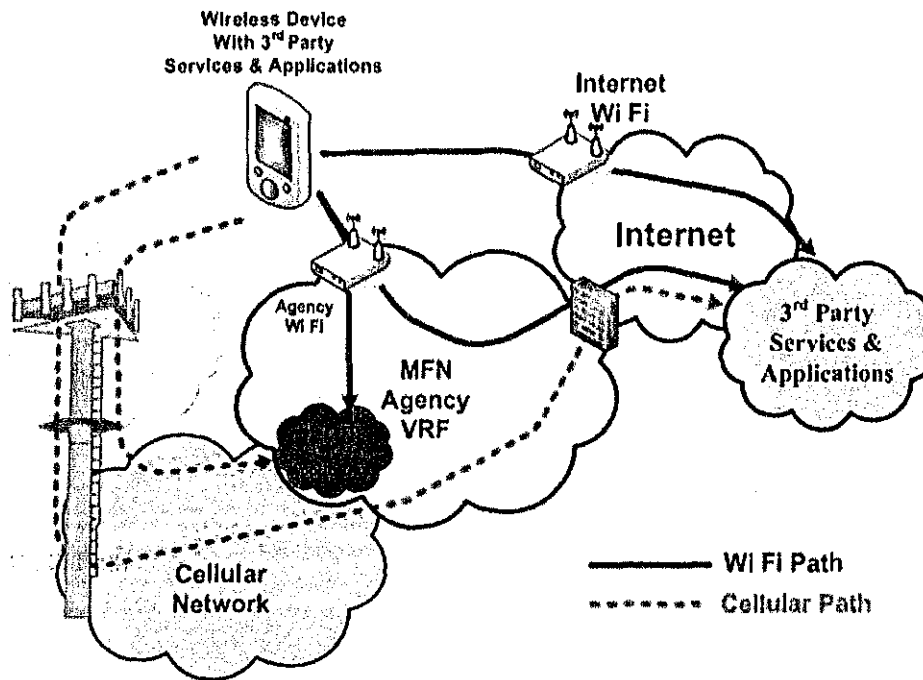 Wireless Device
With 3rd Party
Services & Applications
Internet
Wi Fi
Internet
Agency
Wi Fi
MFN
Agency
VRF
3rd Party
Services &
Applications
Cellular
Network
Wi Fi Path
Cellular Path